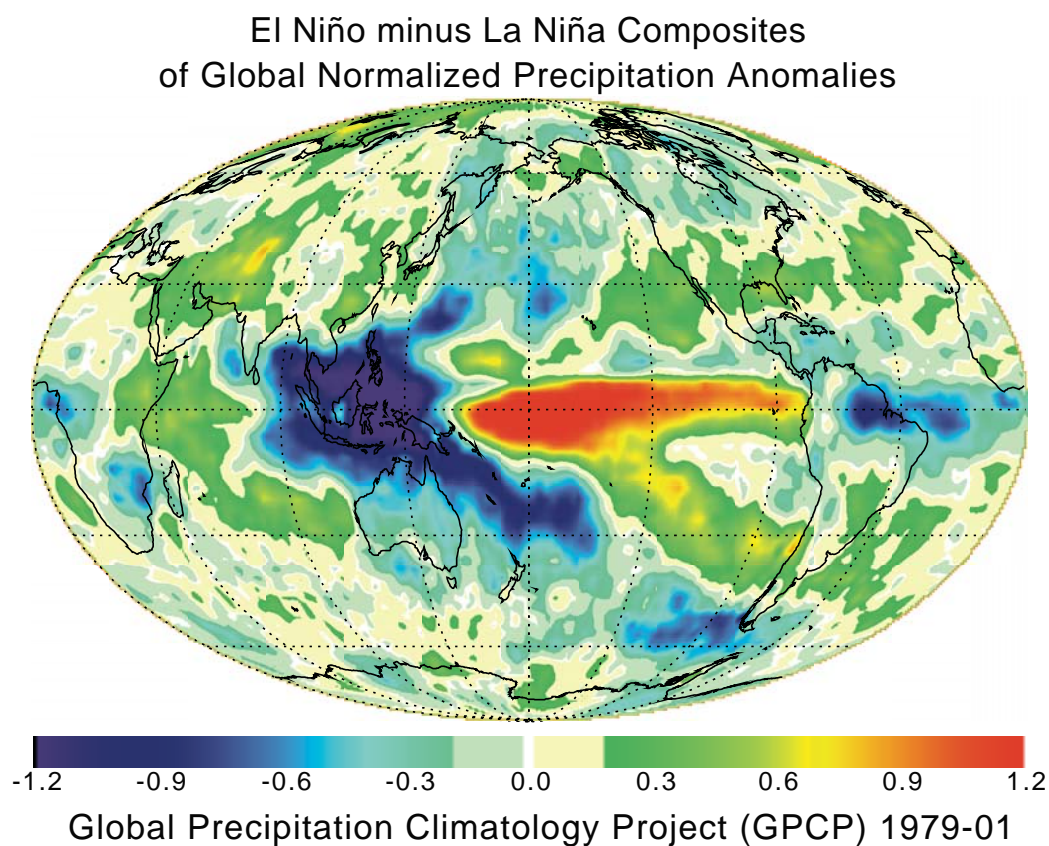 El Niño minus La Niña Composites
of Global Normalized Precipitation Anomalies
-1.2 -0.9 -0.6 -0.3 0.0 0.3 0.6 0.9 1.2
Global Precipitation Climatology Project (GPCP) 1979-01